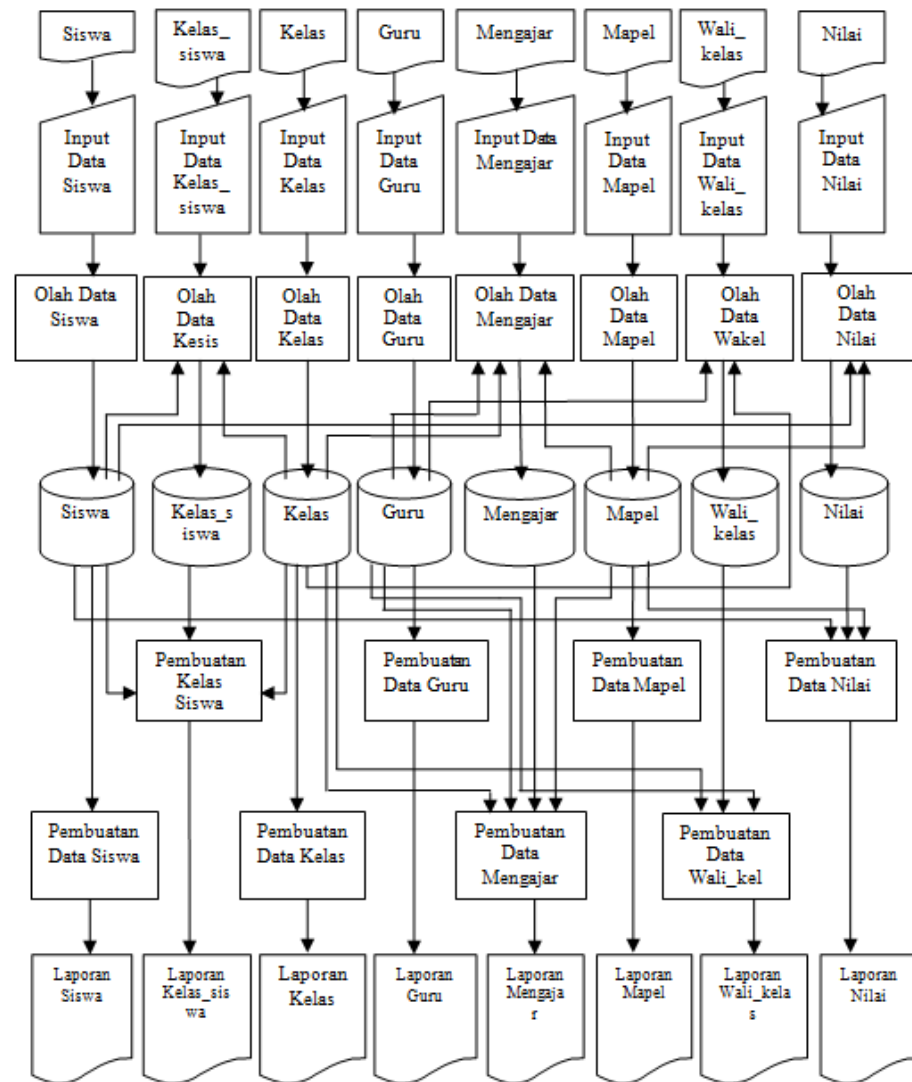 Siswa
Kelas_
siswa
Kelas
Guru
Mengajar
Mapel
Wali_
kelas
Nilai
Input
Data
Siswa
Input
Data
Kelas_
siswa
Input
Data
Kelas
Input
Data
Guru
Input Data
Mengajar
Input
Data
Mapel
Input
Data
Wali_
kelas
Input
Data
Nilai
Olah Data
Siswa
Olah
Data
Kesis
Olah
Data
Kelas
Olah
Data
Guru
Olah Data
Mengajar
Olah
Data
Mapel
Olah
Data
Wakel
Olah
Data
Nilai
Siswa
Kelas_s
iswa
Kelas
Guru
Mengajar
Mapel
Wali_
kelas
Nilai
Pembuatan
Kelas
Siswa
Pembuatan
Data Guru
Pembuatan
Data Mapel
Pembuatan
Data Nilai
Pembuatan
Data Siswa
Pembuatan
Data Kelas
Pembuatan
Data
Mengajar
Pembuatan
Data
Wali_kel
Laporan
Siswa
Laporan
Kelas_sis
wa
Laporan
Kelas
Laporan
Guru
Laporan
Mengaja
r
Laporan
Mapel
Laporan
Wali_kela
s
Laporan
Nilai